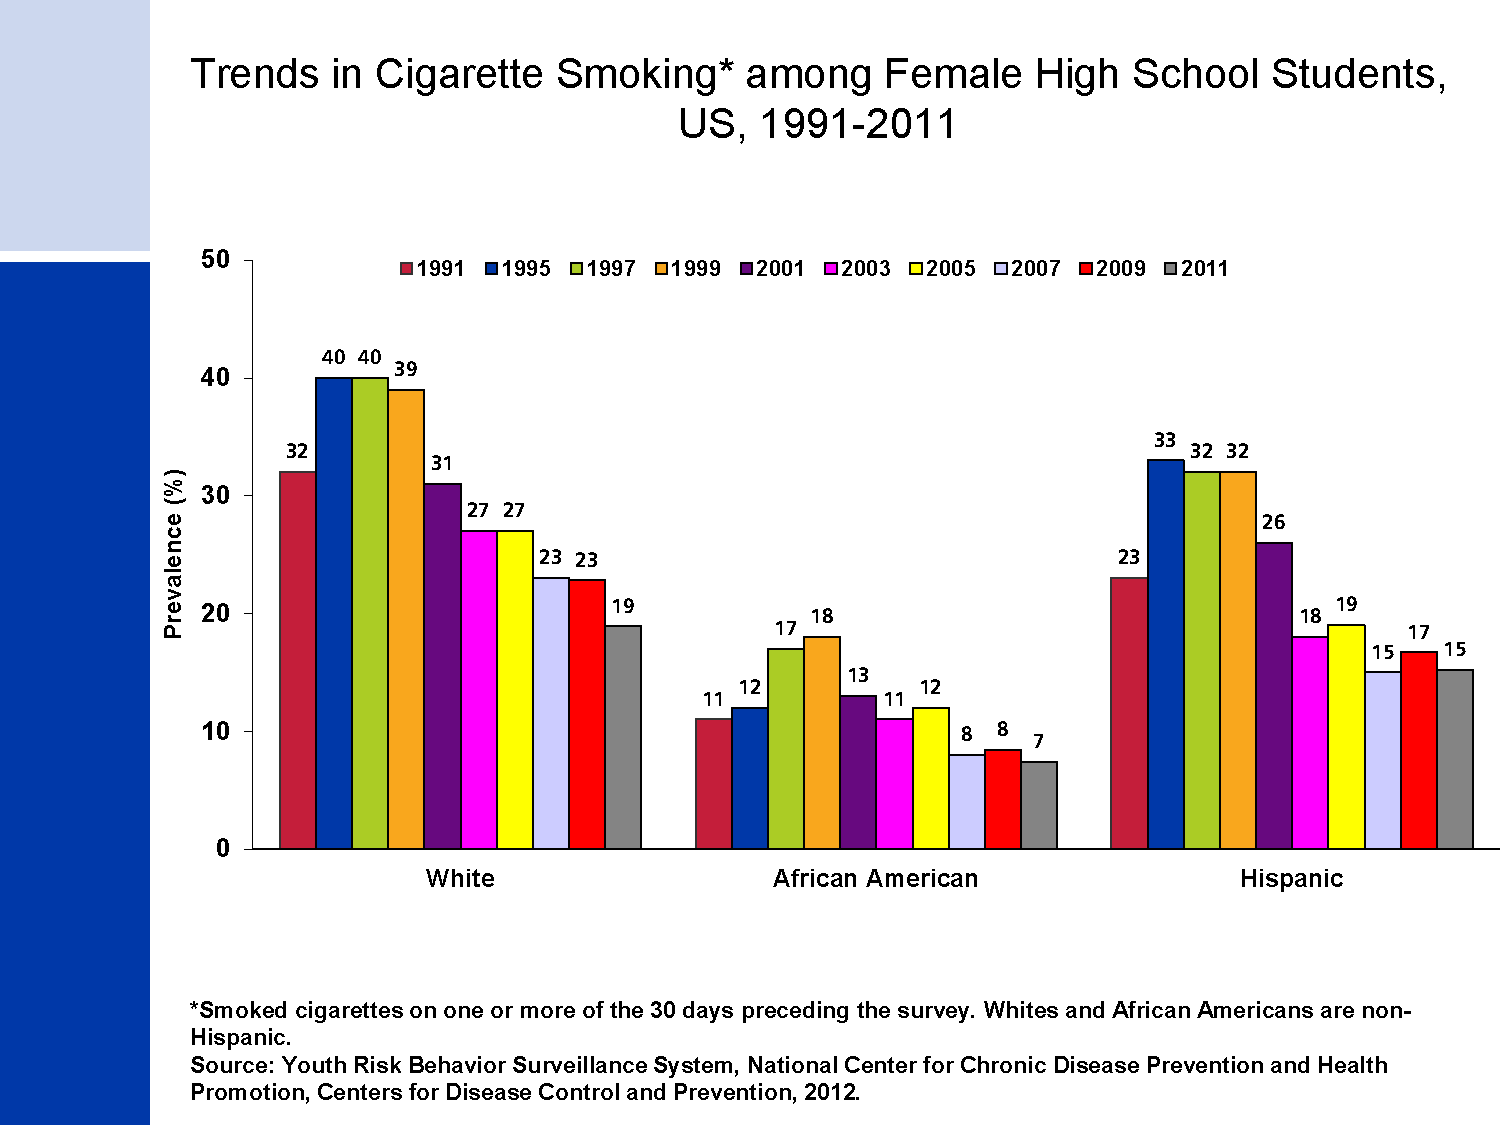 Trends in Cigarette Smoking* among Female High School Students,
US, 1991-2011
50
1991 1995 1997 1999 2001 2003 2005 2007 2009 2011
40
30
20
10
0
Prevalence (%)
32 40 40 39 31 27 27 23 23 19
11 12 17 18 13 11 12 8 8 7
23 33 32 32 26 18 19 15 17 15
White African American Hispanic
*Smoked cigarettes on one or more of the 30 days preceding the survey. Whites and African Americans are non-
Hispanic.
Source: Youth Risk Behavior Surveillance System, National Center for Chronic Disease Prevention and Health
Promotion, Centers for Disease Control and Prevention, 2012.